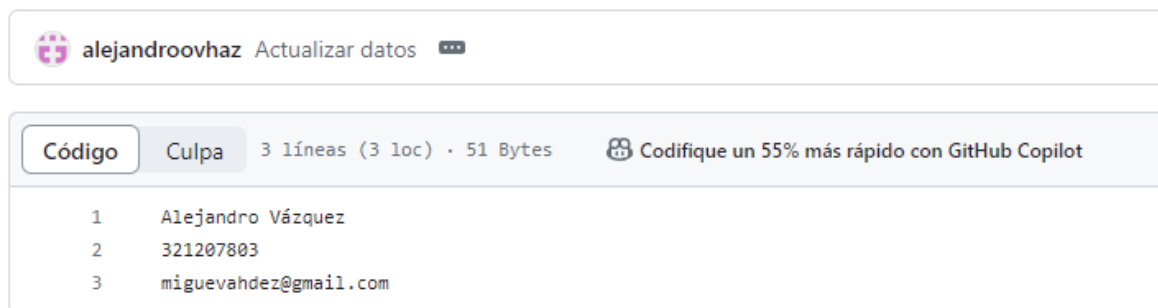 alejandroovhaz Actualizar datos
Código Culpa 3 líneas (3 loc) · 51 Bytes Codifique un 55% más rápido con GitHub Copilot
1 Alejandro Vázquez
2 321207803
3 miguevahdez@gmail.com